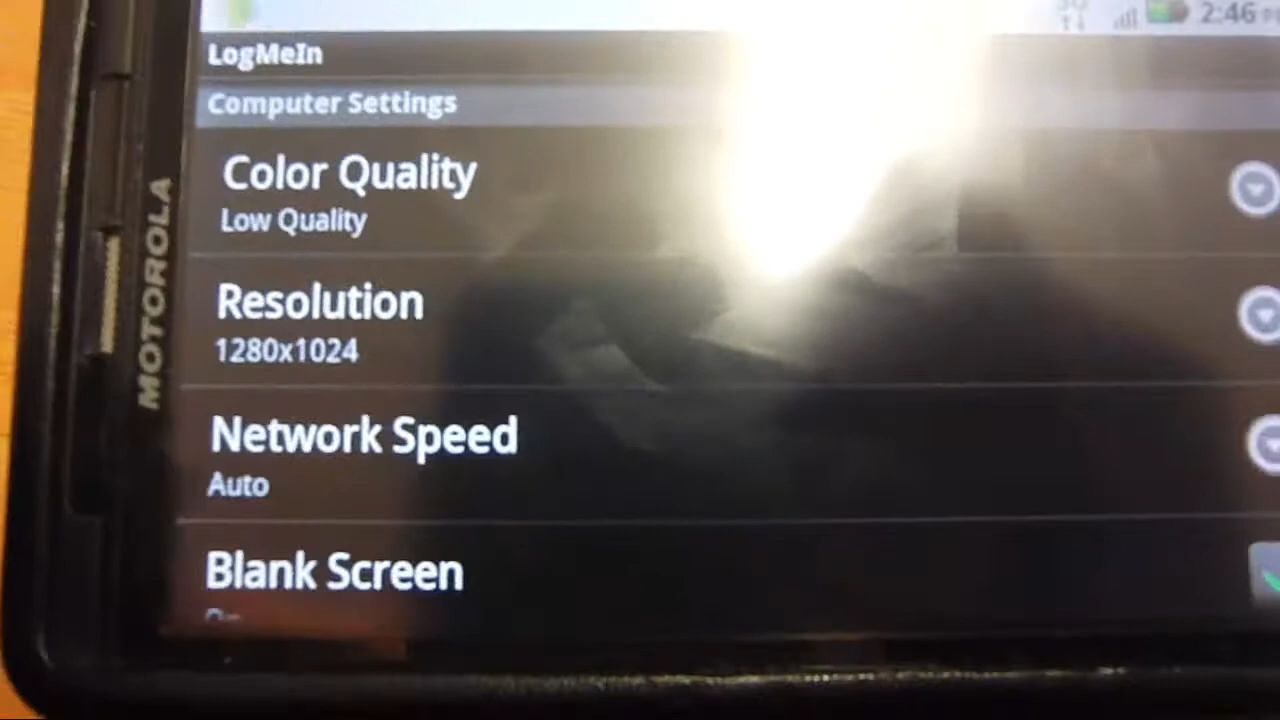 2:46
LogMeIn
Computer Settings
Color Quality
Low Quality
Resolution
1280x1024
Network Speed
Auto
Blank Screen
MOTOROLA